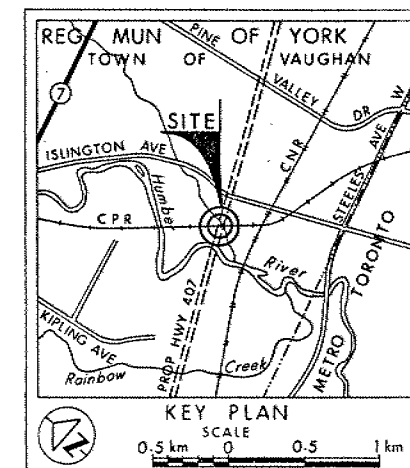 REG MUN OF YORK
TOWN OF VAUGHAN
PINE VALLEY DR
7
SITE
ISLINGTON AVE
Humber
CPR
CNR
STEELES AVE W
River
METRO TORONTO
PROP HWY 407
KIPLING AVE
Rainbow Creek
KEY PLAN
SCALE
0·5 km 0 0·5 1 km
N